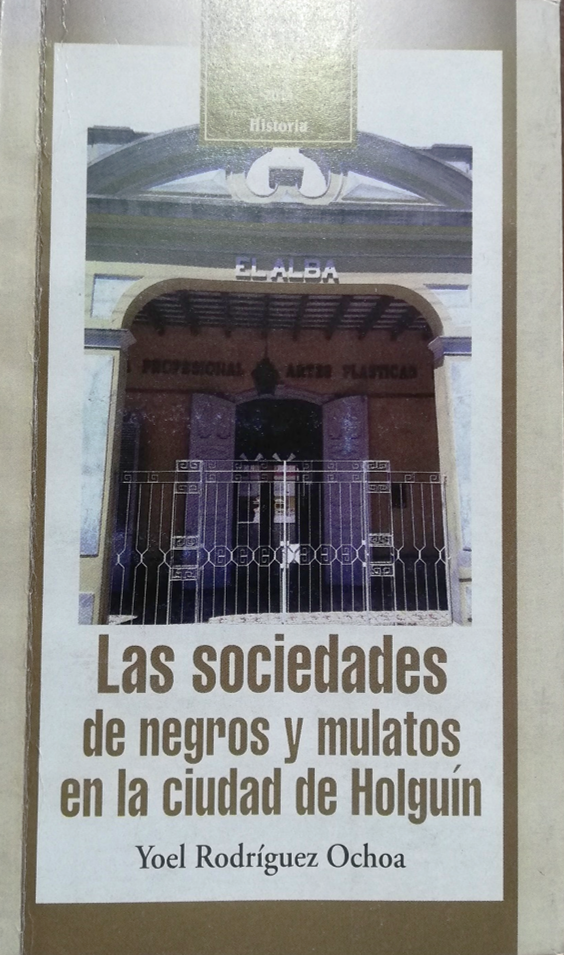 Historia
EL ALBA
PROFESIONAL ARTES PLASTICAS
Las sociedades
de negros y mulatos
en la ciudad de Holguín
Yoel Rodríguez Ochoa